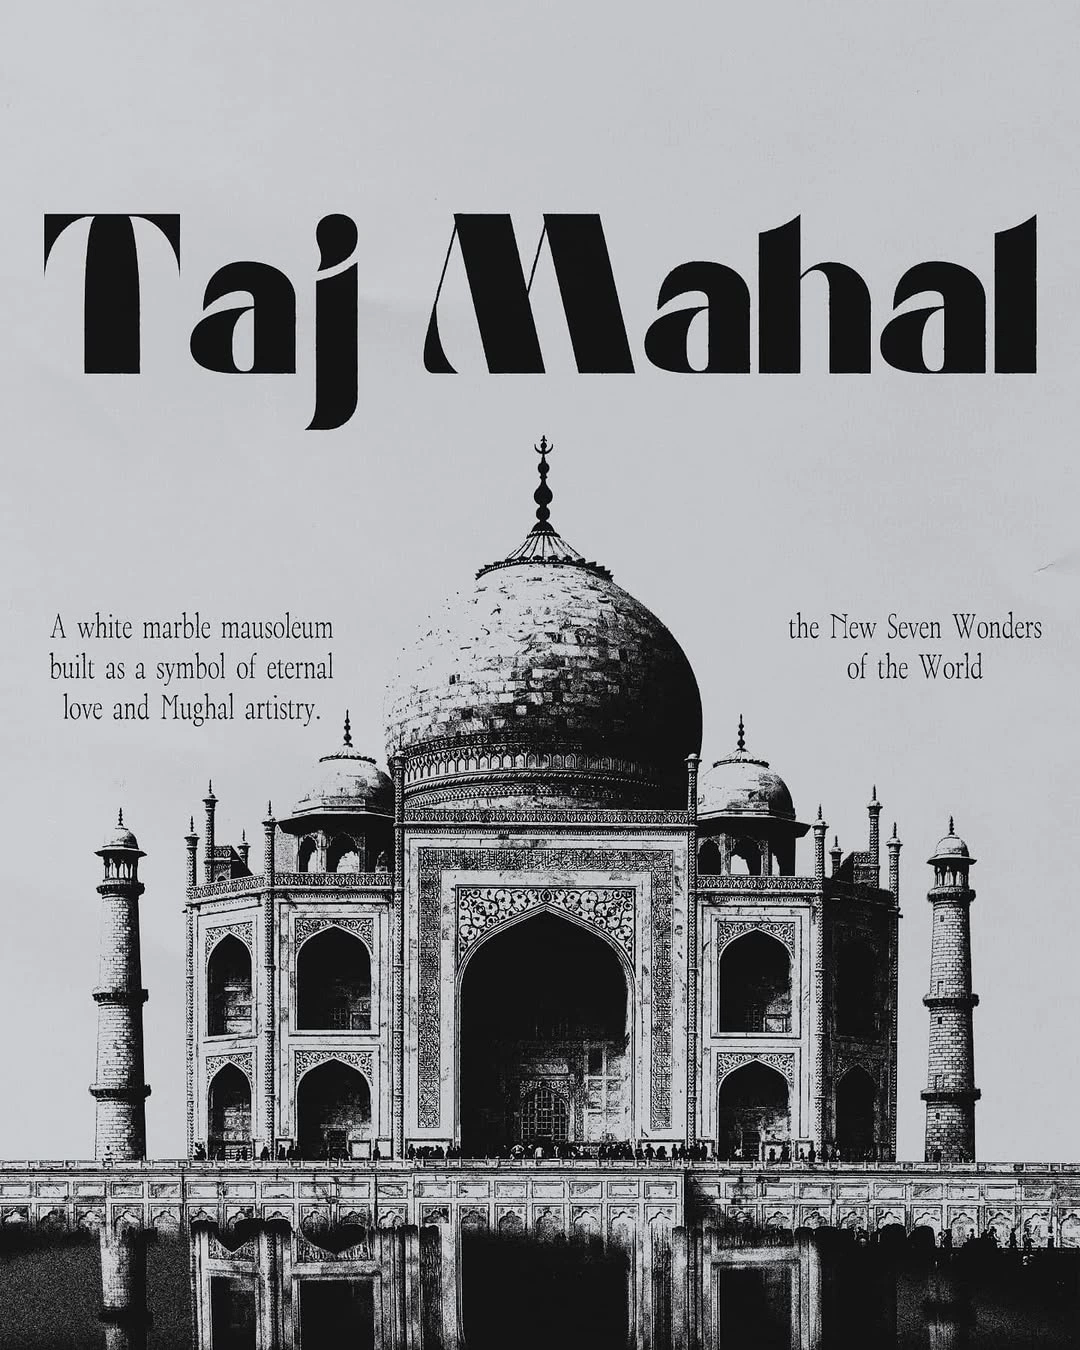 Taj Mahal
A white marble mausoleum
built as a symbol of eternal
love and Mughal artistry.
the New Seven Wonders
of the World